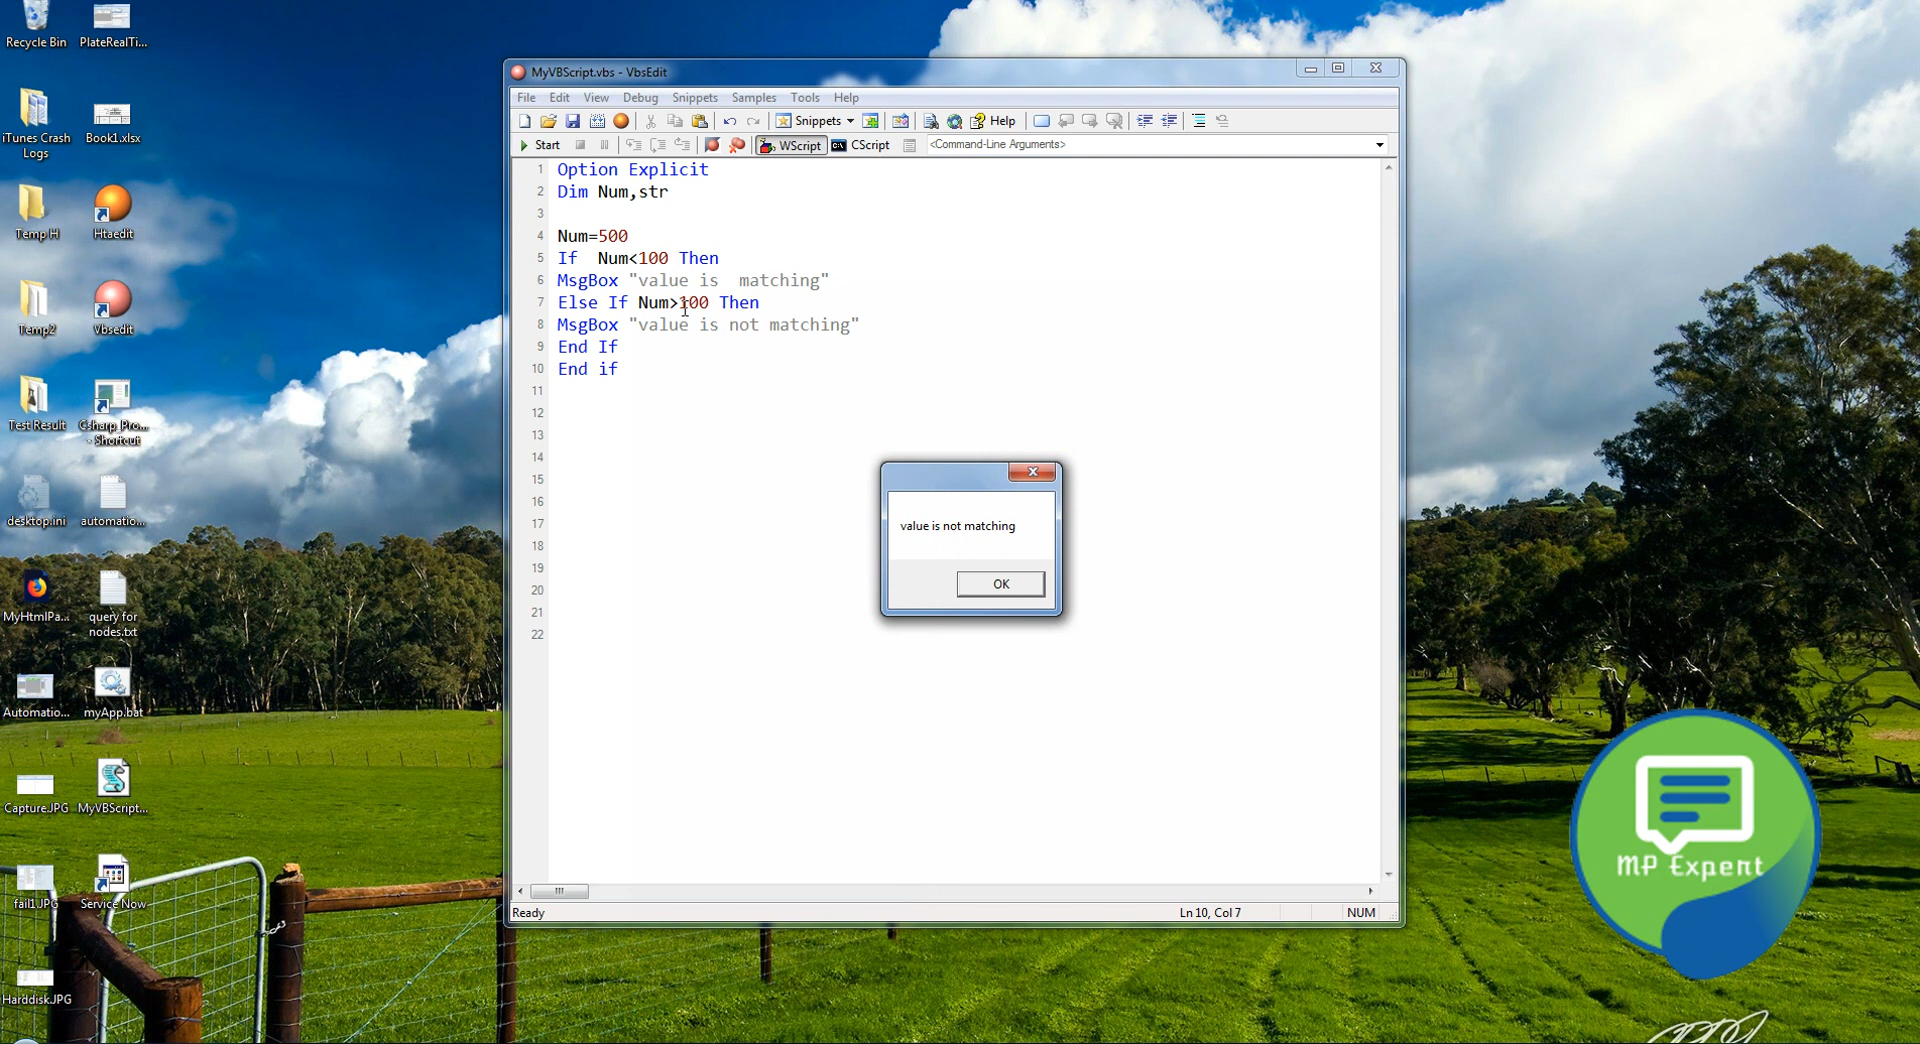 Recycle Bin
PlateRealTi...
iTunes Crash
Logs
Book1.xlsx
Temp H
Htaedit
Temp2
Vbsedit
Test Result
Csharp_Pro...
- Shortcut
desktop.ini
automatio...
MyHtmlPa...
query for
nodes.txt
Automatio...
myApp.bat
Capture.JPG
MyVBScript...
fail1.JPG
Service Now
Harddisk.JPG
MyVBScript.vbs - VbsEdit
File Edit View Debug Snippets Samples Tools Help
Snippets Help
Start WScript CScript <Command-Line Arguments>
1 Option Explicit
2 Dim Num,str
3
4 Num=500
5 If  Num<100 Then
6 MsgBox "value is  matching"
7 Else If Num>100 Then
8 MsgBox "value is not matching"
9 End If
10 End if
11
12
13
14
15
16
17
18
19
20
21
22
value is not matching
OK
Ready Ln 10, Col 7 NUM
MP Expert